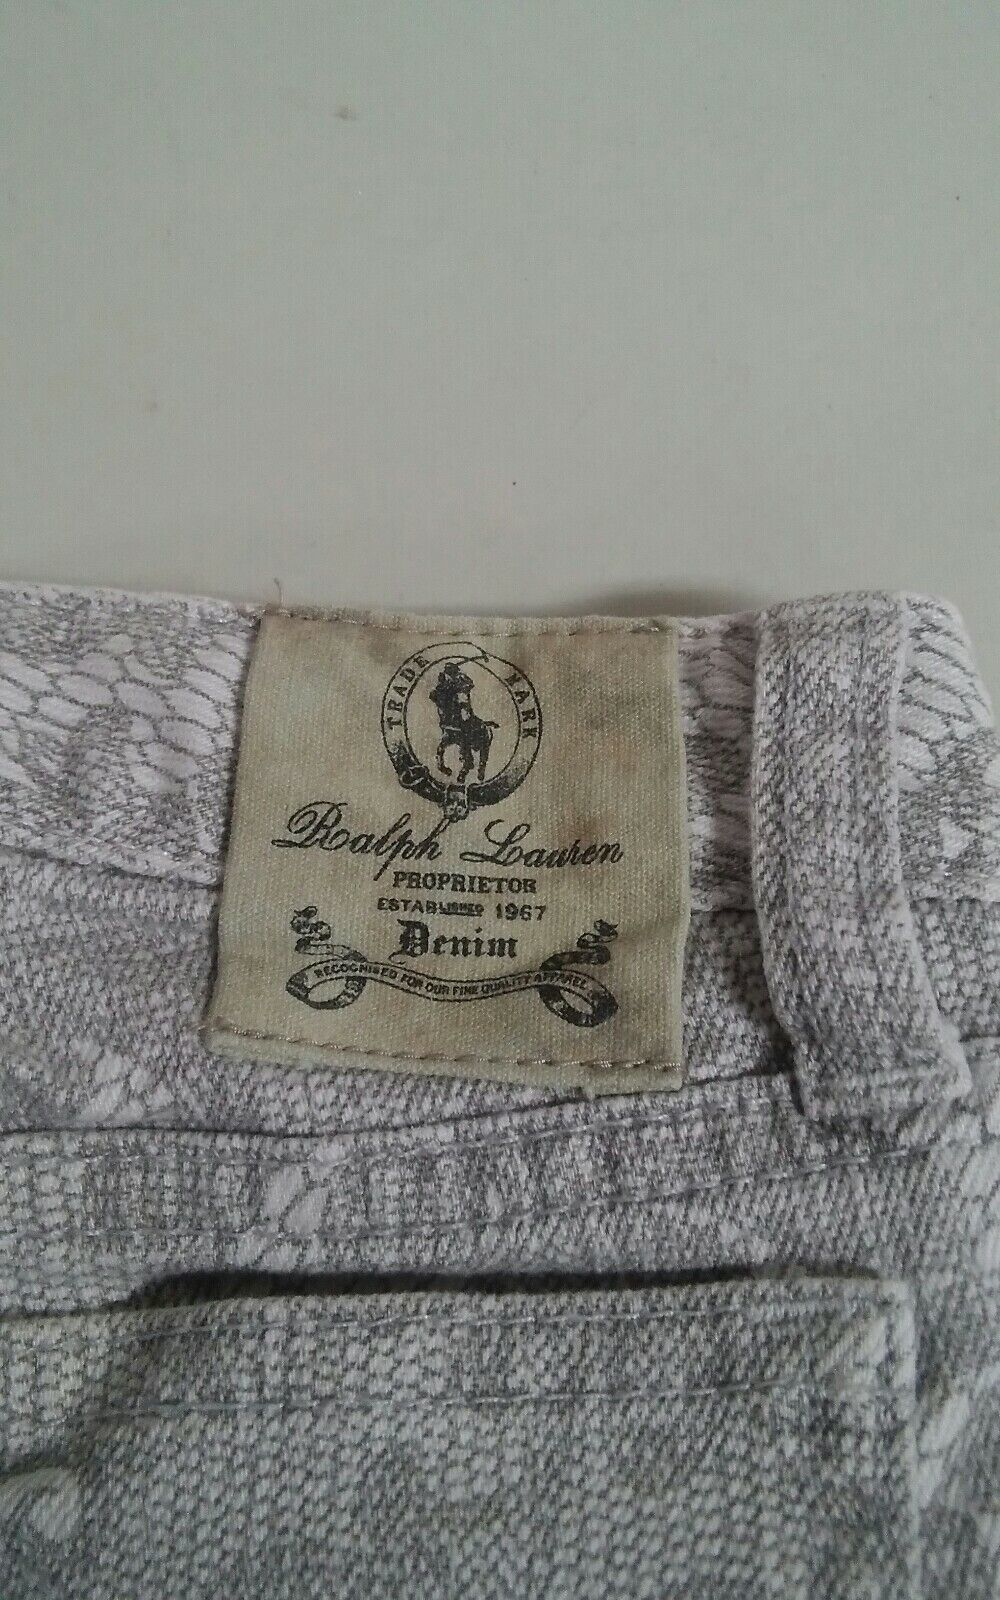 TRADE MARK
Ralph Lauren
PROPRIETOR
ESTABLISHED 1967
Denim
RECOGNISED FOR OUR FINE QUALITY APPAREL